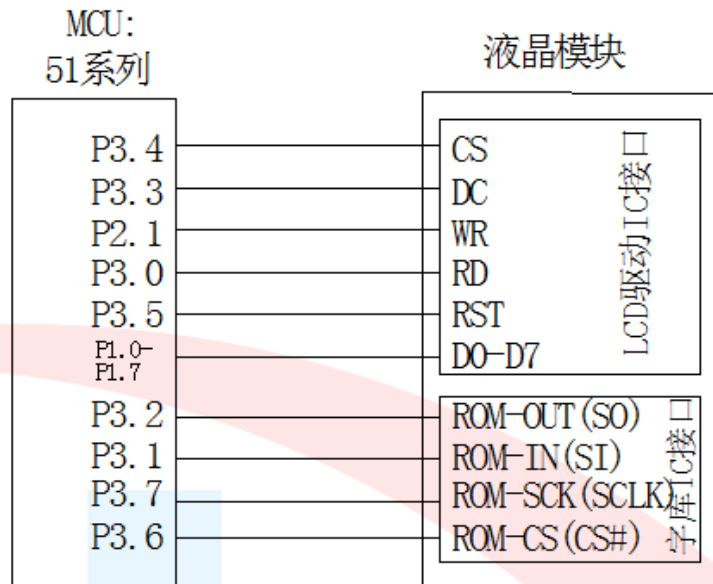 MCU:
51系列
液晶模块
P3.4
P3.3
P2.1
P3.0
P3.5
P1.0-
P1.7
P3.2
P3.1
P3.7
P3.6
CS
DC
WR
RD
RST
D0-D7
LCD驱动IC接口
ROM-OUT(SO)
ROM-IN(SI)
ROM-SCK(SCLK)
ROM-CS(CS#)
字库IC接口